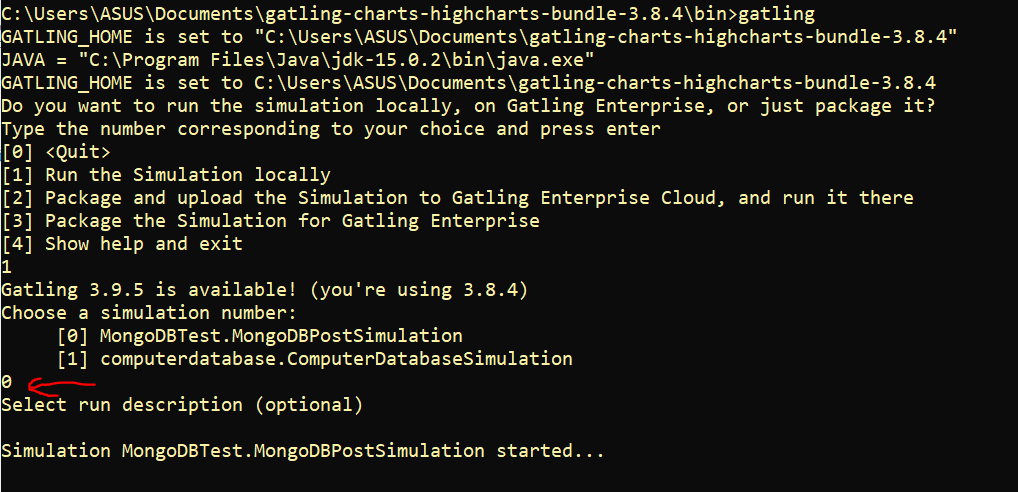 C:\Users\ASUS\Documents\gatling-charts-highcharts-bundle-3.8.4\bin>gatling
GATLING_HOME is set to "C:\Users\ASUS\Documents\gatling-charts-highcharts-bundle-3.8.4"
JAVA = "C:\Program Files\Java\jdk-15.0.2\bin\java.exe"
GATLING_HOME is set to C:\Users\ASUS\Documents\gatling-charts-highcharts-bundle-3.8.4
Do you want to run the simulation locally, on Gatling Enterprise, or just package it?
Type the number corresponding to your choice and press enter
[0] <Quit>
[1] Run the Simulation locally
[2] Package and upload the Simulation to Gatling Enterprise Cloud, and run it there
[3] Package the Simulation for Gatling Enterprise
[4] Show help and exit
1
Gatling 3.9.5 is available! (you're using 3.8.4)
Choose a simulation number:
     [0] MongoDBTest.MongoDBPostSimulation
     [1] computerdatabase.ComputerDatabaseSimulation
0
Select run description (optional)
Simulation MongoDBTest.MongoDBPostSimulation started...